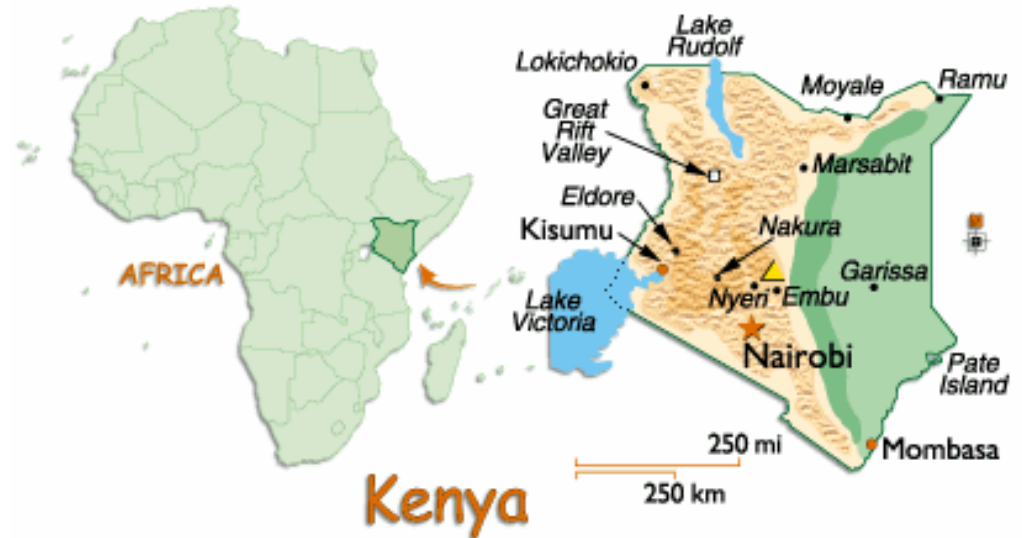 AFRICA
Kenya
Lake
Rudolf
Lokichokio
Moyale
Ramu
Great
Rift
Valley
Marsabit
Eldore
Kisumu
Nakura
Garissa
Lake
Victoria
Nyeri
Embu
Nairobi
Pate
Island
Mombasa
250 mi
250 km